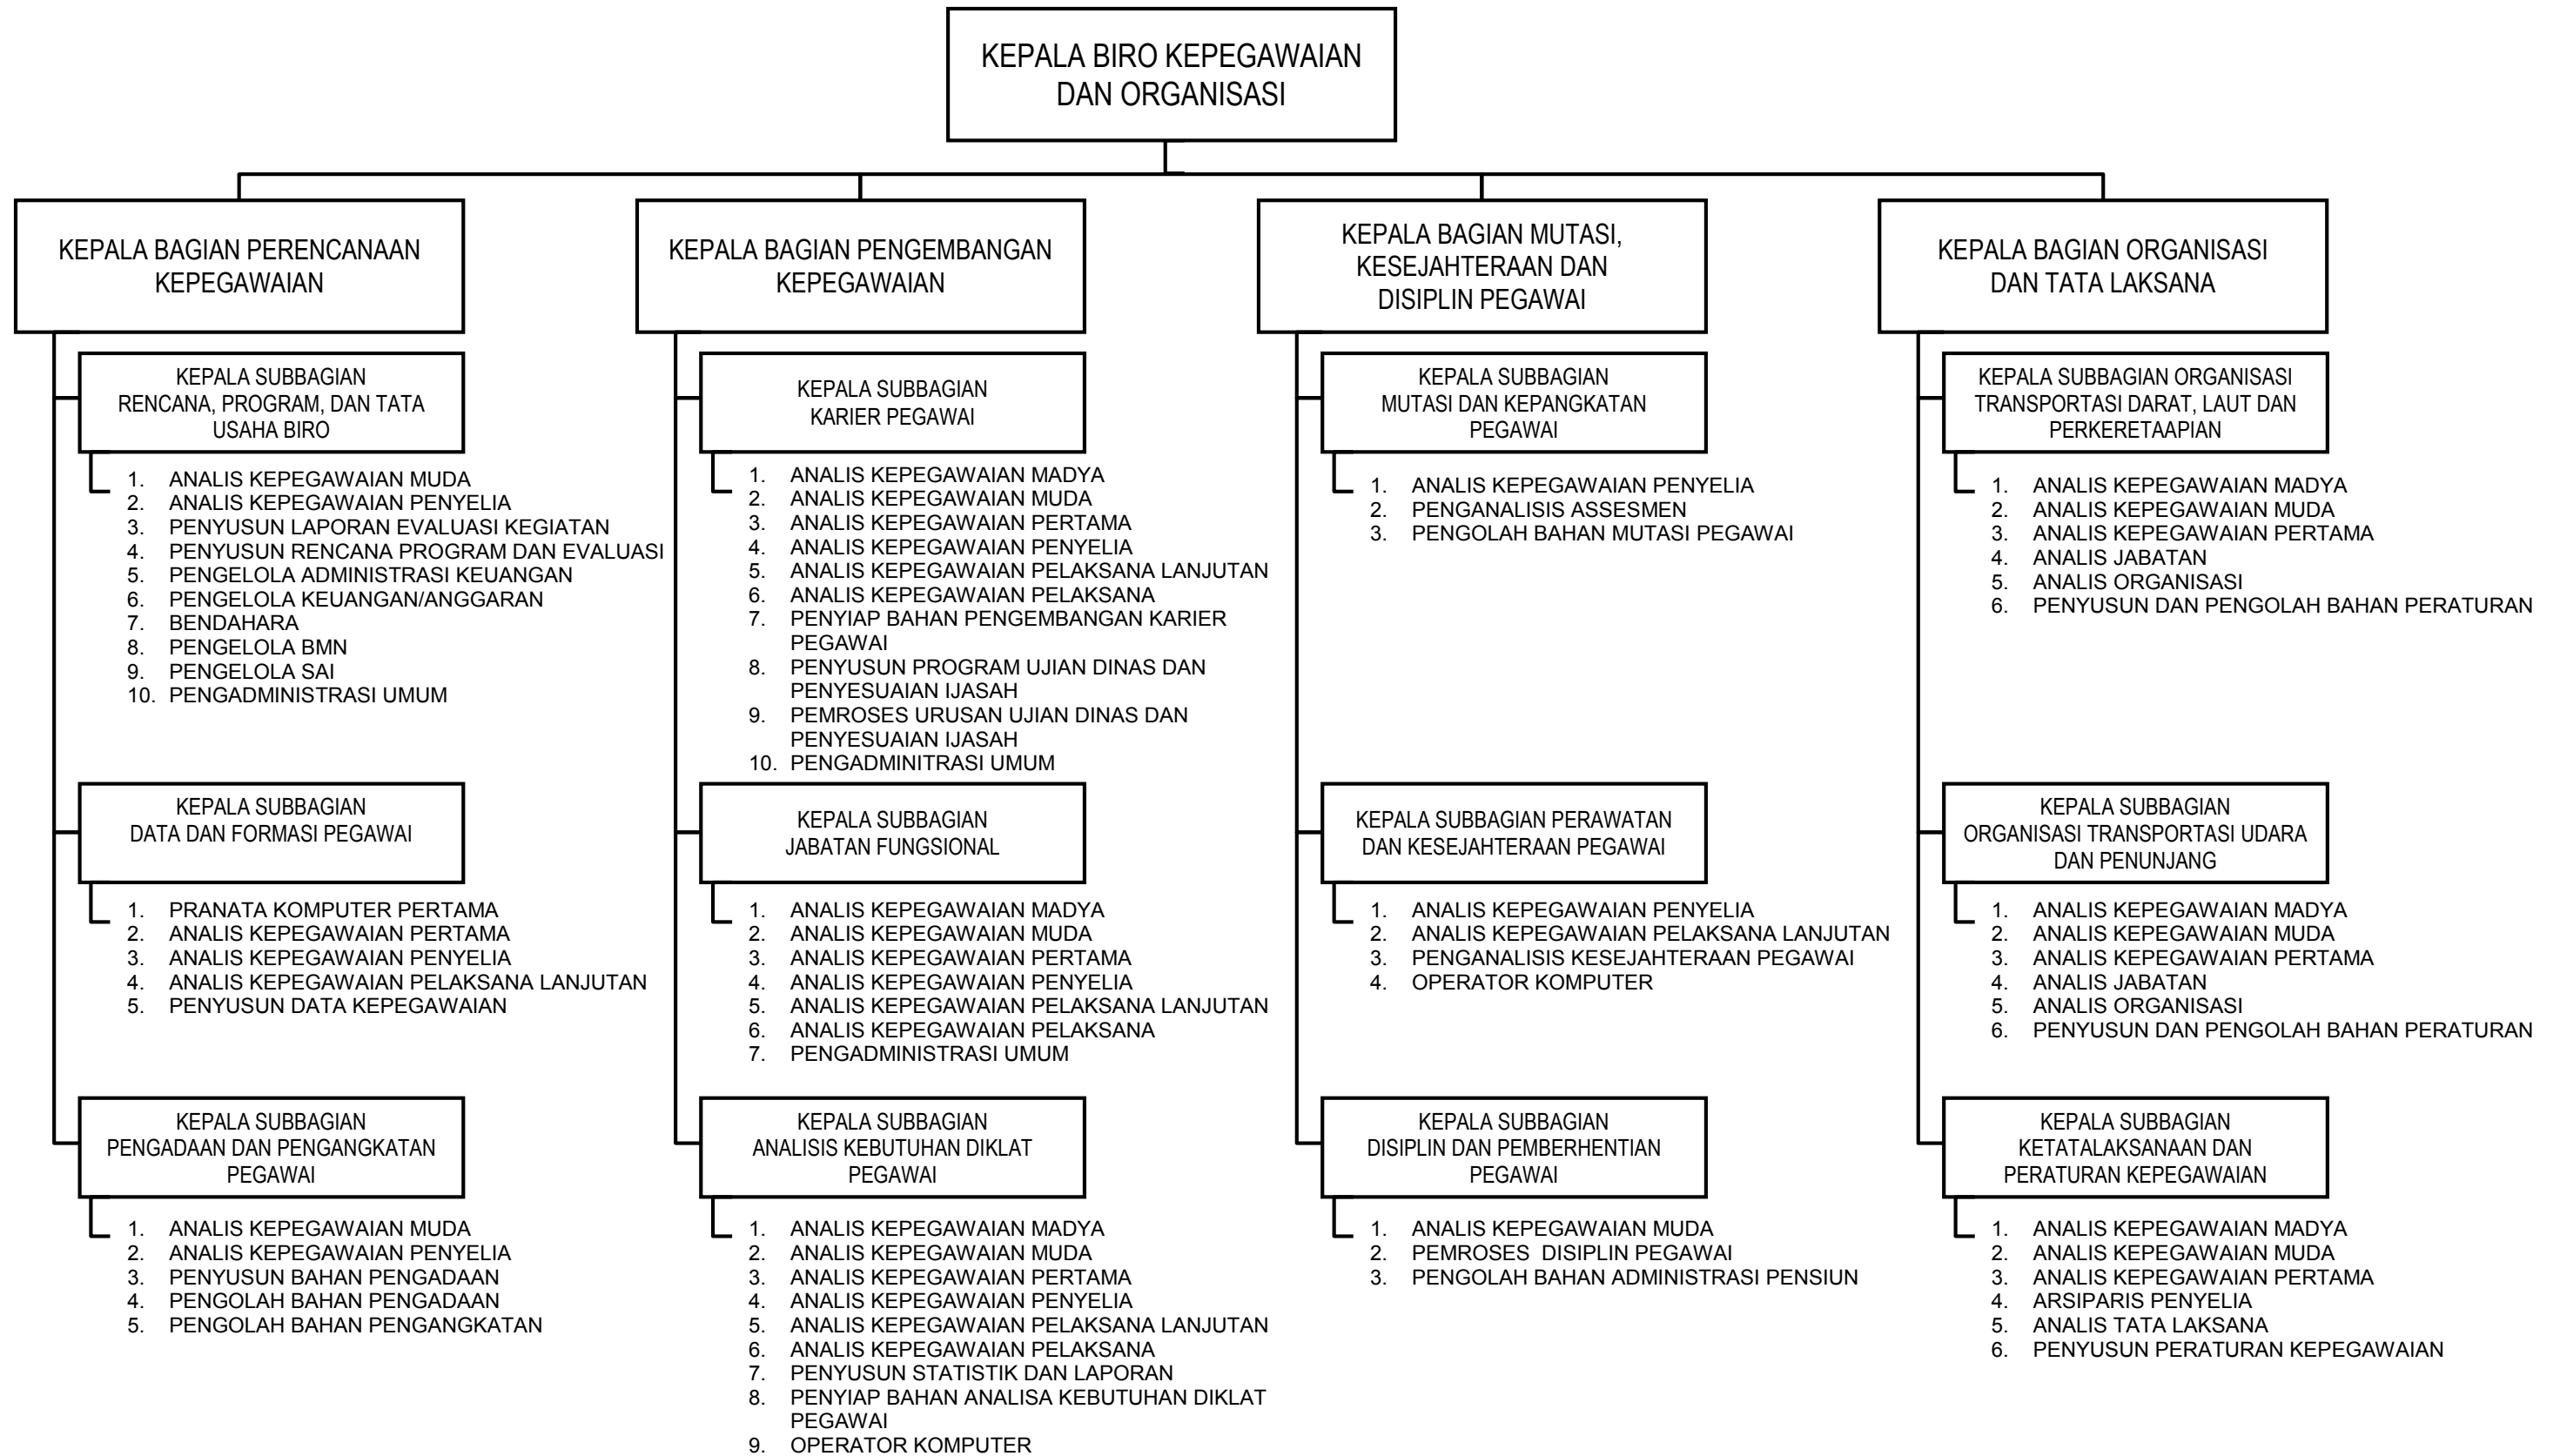 KEPALA BIRO KEPEGAWAIAN
DAN ORGANISASI
KEPALA BAGIAN PERENCANAAN
KEPEGAWAIAN
KEPALA SUBBAGIAN
RENCANA, PROGRAM, DAN TATA
USAHA BIRO
1. ANALIS KEPEGAWAIAN MUDA
2. ANALIS KEPEGAWAIAN PENYELIA
3. PENYUSUN LAPORAN EVALUASI KEGIATAN
4. PENYUSUN RENCANA PROGRAM DAN EVALUASI
5. PENGELOLA ADMINISTRASI KEUANGAN
6. PENGELOLA KEUANGAN/ANGGARAN
7. BENDAHARA
8. PENGELOLA BMN
9. PENGELOLA SAI
10. PENGADMINISTRASI UMUM
KEPALA SUBBAGIAN
DATA DAN FORMASI PEGAWAI
1. PRANATA KOMPUTER PERTAMA
2. ANALIS KEPEGAWAIAN PERTAMA
3. ANALIS KEPEGAWAIAN PENYELIA
4. ANALIS KEPEGAWAIAN PELAKSANA LANJUTAN
5. PENYUSUN DATA KEPEGAWAIAN
KEPALA SUBBAGIAN
PENGADAAN DAN PENGANGKATAN
PEGAWAI
1. ANALIS KEPEGAWAIAN MUDA
2. ANALIS KEPEGAWAIAN PENYELIA
3. PENYUSUN BAHAN PENGADAAN
4. PENGOLAH BAHAN PENGADAAN
5. PENGOLAH BAHAN PENGANGKATAN
KEPALA BAGIAN PENGEMBANGAN
KEPEGAWAIAN
KEPALA SUBBAGIAN
KARIER PEGAWAI
1. ANALIS KEPEGAWAIAN MADYA
2. ANALIS KEPEGAWAIAN MUDA
3. ANALIS KEPEGAWAIAN PERTAMA
4. ANALIS KEPEGAWAIAN PENYELIA
5. ANALIS KEPEGAWAIAN PELAKSANA LANJUTAN
6. ANALIS KEPEGAWAIAN PELAKSANA
7. PENYIAP BAHAN PENGEMBANGAN KARIER
PEGAWAI
8. PENYUSUN PROGRAM UJIAN DINAS DAN
PENYESUAIAN IJASAH
9. PEMROSES URUSAN UJIAN DINAS DAN
PENYESUAIAN IJASAH
10. PENGADMINITRASI UMUM
KEPALA SUBBAGIAN
JABATAN FUNGSIONAL
1. ANALIS KEPEGAWAIAN MADYA
2. ANALIS KEPEGAWAIAN MUDA
3. ANALIS KEPEGAWAIAN PERTAMA
4. ANALIS KEPEGAWAIAN PENYELIA
5. ANALIS KEPEGAWAIAN PELAKSANA LANJUTAN
6. ANALIS KEPEGAWAIAN PELAKSANA
7. PENGADMINISTRASI UMUM
KEPALA SUBBAGIAN
ANALISIS KEBUTUHAN DIKLAT
PEGAWAI
1. ANALIS KEPEGAWAIAN MADYA
2. ANALIS KEPEGAWAIAN MUDA
3. ANALIS KEPEGAWAIAN PERTAMA
4. ANALIS KEPEGAWAIAN PENYELIA
5. ANALIS KEPEGAWAIAN PELAKSANA LANJUTAN
6. ANALIS KEPEGAWAIAN PELAKSANA
7. PENYUSUN STATISTIK DAN LAPORAN
8. PENYIAP BAHAN ANALISA KEBUTUHAN DIKLAT
PEGAWAI
9. OPERATOR KOMPUTER
KEPALA BAGIAN MUTASI,
KESEJAHTERAAN DAN
DISIPLIN PEGAWAI
KEPALA SUBBAGIAN
MUTASI DAN KEPANGKATAN
PEGAWAI
1. ANALIS KEPEGAWAIAN PENYELIA
2. PENGANALISIS ASSESMEN
3. PENGOLAH BAHAN MUTASI PEGAWAI
KEPALA SUBBAGIAN PERAWATAN
DAN KESEJAHTERAAN PEGAWAI
1. ANALIS KEPEGAWAIAN PENYELIA
2. ANALIS KEPEGAWAIAN PELAKSANA LANJUTAN
3. PENGANALISIS KESEJAHTERAAN PEGAWAI
4. OPERATOR KOMPUTER
KEPALA SUBBAGIAN
DISIPLIN DAN PEMBERHENTIAN
PEGAWAI
1. ANALIS KEPEGAWAIAN MUDA
2. PEMROSES DISIPLIN PEGAWAI
3. PENGOLAH BAHAN ADMINISTRASI PENSIUN
KEPALA BAGIAN ORGANISASI
DAN TATA LAKSANA
KEPALA SUBBAGIAN ORGANISASI
TRANSPORTASI DARAT, LAUT DAN
PERKERETAAPIAN
1. ANALIS KEPEGAWAIAN MADYA
2. ANALIS KEPEGAWAIAN MUDA
3. ANALIS KEPEGAWAIAN PERTAMA
4. ANALIS JABATAN
5. ANALIS ORGANISASI
6. PENYUSUN DAN PENGOLAH BAHAN PERATURAN
KEPALA SUBBAGIAN
ORGANISASI TRANSPORTASI UDARA
DAN PENUNJANG
1. ANALIS KEPEGAWAIAN MADYA
2. ANALIS KEPEGAWAIAN MUDA
3. ANALIS KEPEGAWAIAN PERTAMA
4. ANALIS JABATAN
5. ANALIS ORGANISASI
6. PENYUSUN DAN PENGOLAH BAHAN PERATURAN
KEPALA SUBBAGIAN
KETATALAKSANAAN DAN
PERATURAN KEPEGAWAIAN
1. ANALIS KEPEGAWAIAN MADYA
2. ANALIS KEPEGAWAIAN MUDA
3. ANALIS KEPEGAWAIAN PERTAMA
4. ARSIPARIS PENYELIA
5. ANALIS TATA LAKSANA
6. PENYUSUN PERATURAN KEPEGAWAIAN